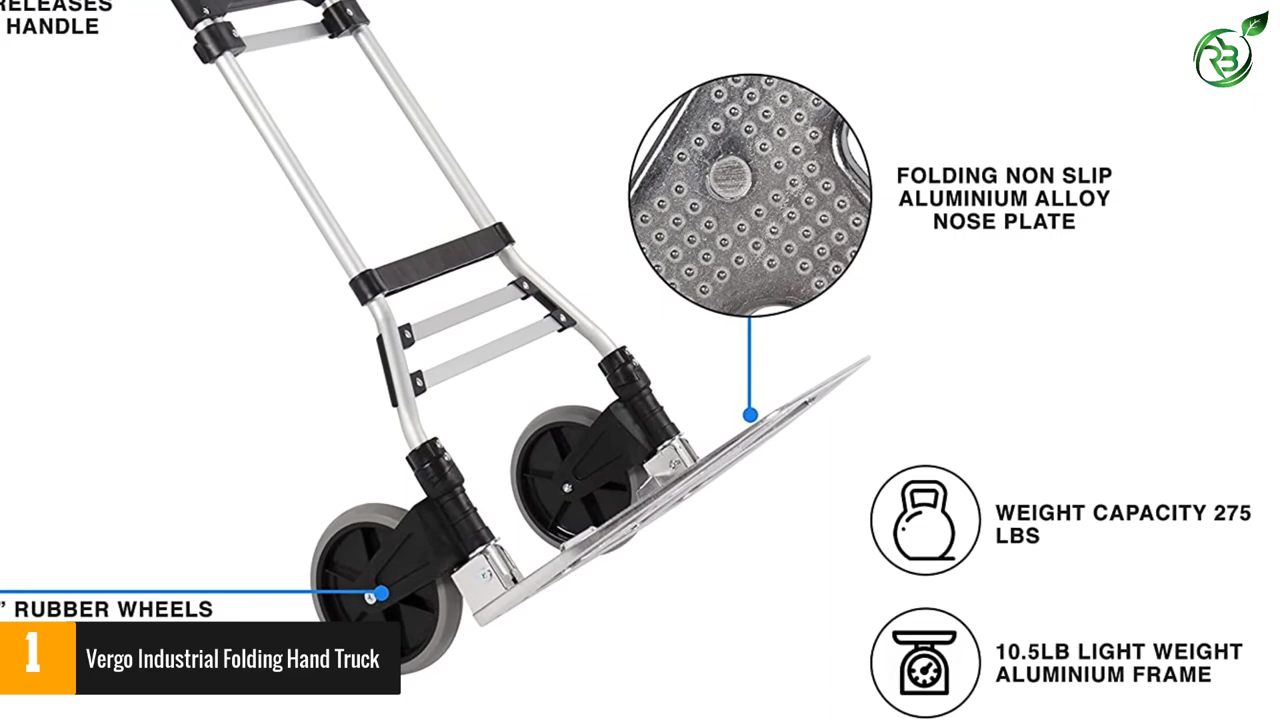 RELEASES
HANDLE
RB
FOLDING NON SLIP
ALUMINIUM ALLOY
NOSE PLATE
WEIGHT CAPACITY 275
LBS
” RUBBER WHEELS
10.5LB LIGHT WEIGHT
ALUMINIUM FRAME
1
Vergo Industrial Folding Hand Truck